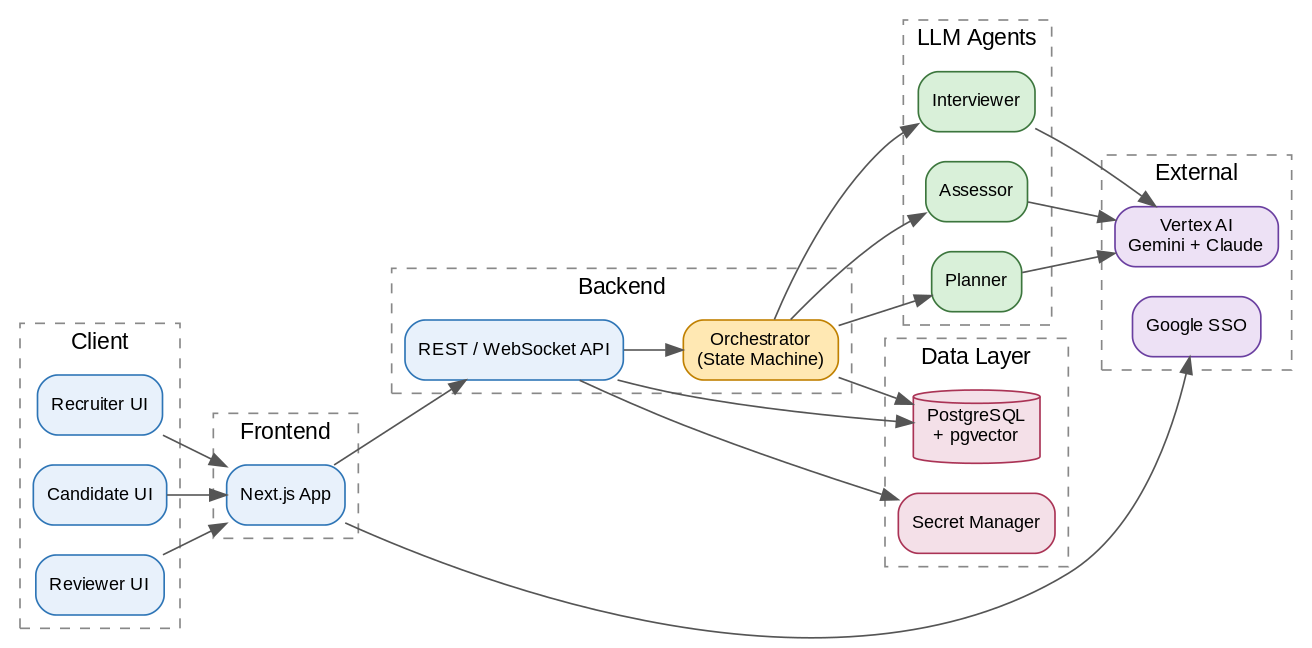 Client
Recruiter UI
Candidate UI
Reviewer UI
Frontend
Next.js App
Backend
REST / WebSocket API
Orchestrator
(State Machine)
LLM Agents
Interviewer
Assessor
Planner
Data Layer
PostgreSQL
+ pgvector
Secret Manager
External
Vertex AI
Gemini + Claude
Google SSO